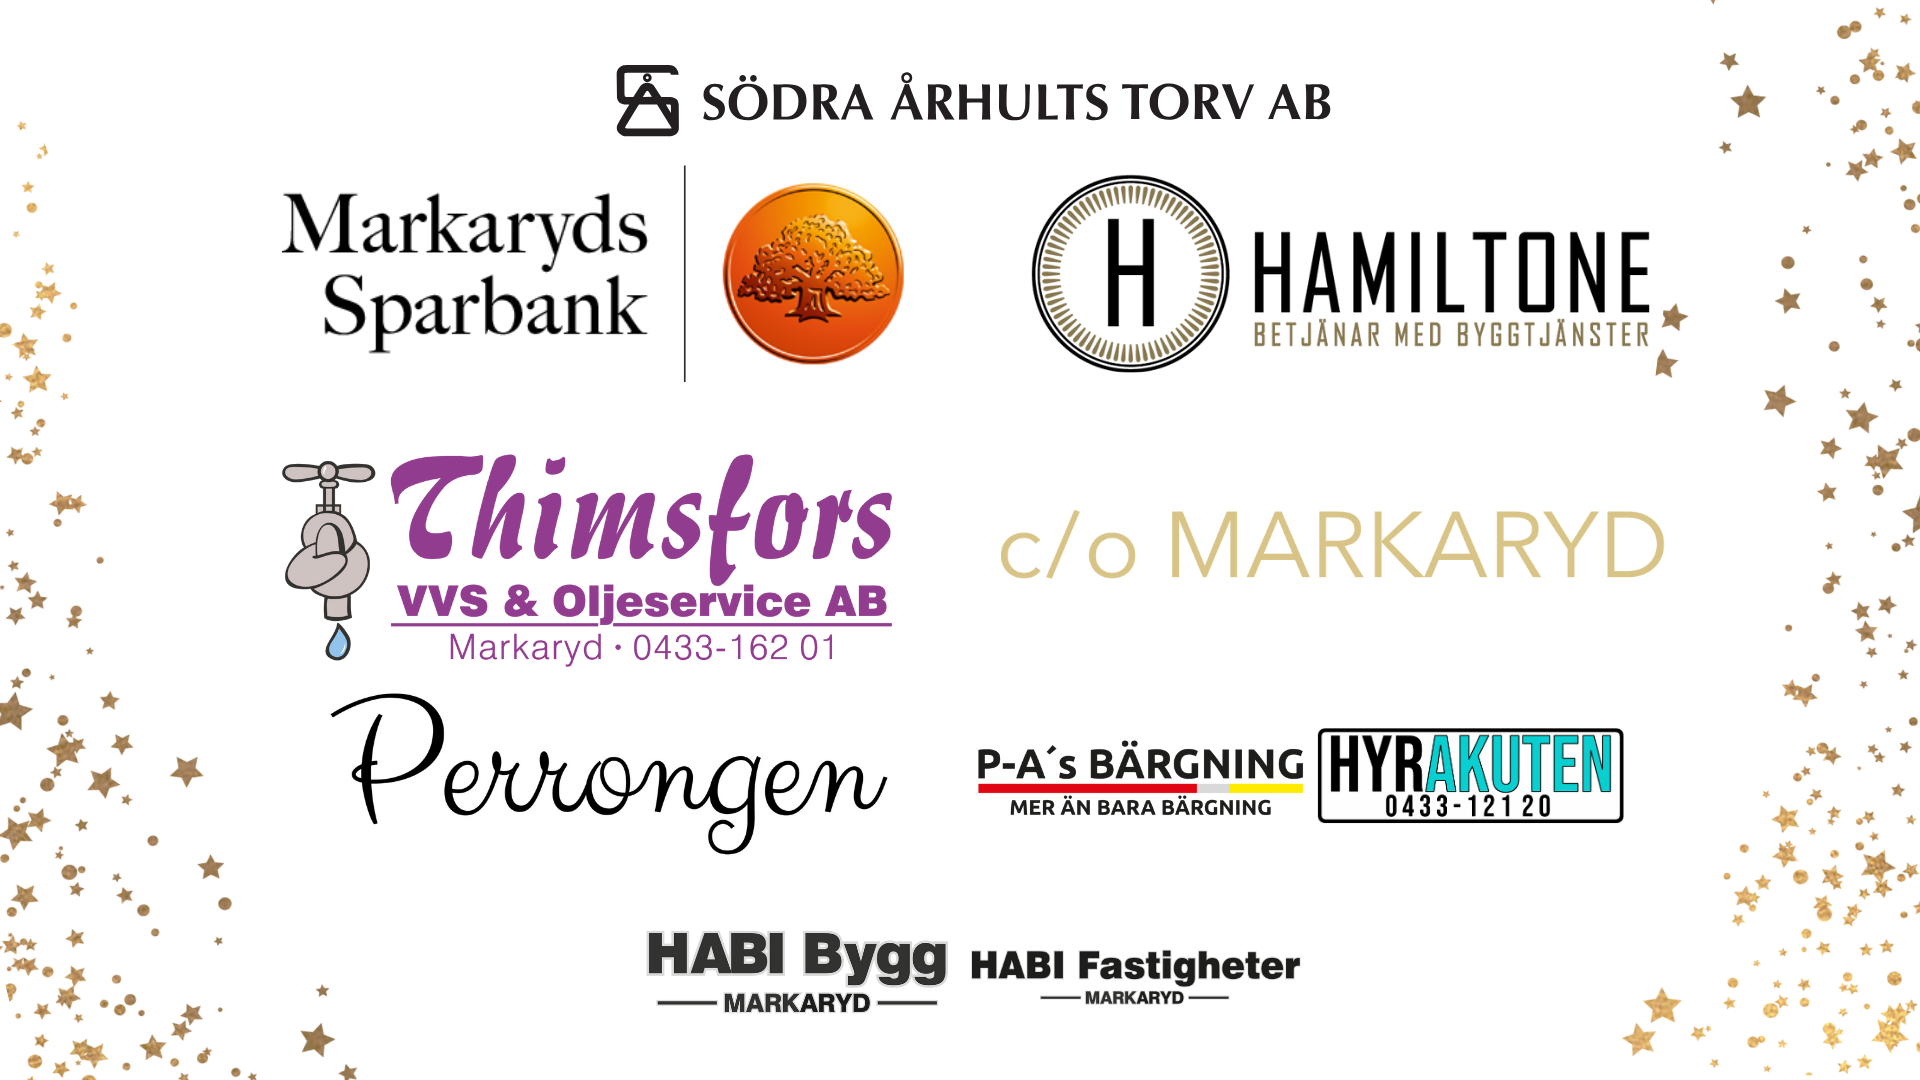 SÖDRA ÅRHULTS TORV AB
Markaryds
Sparbank
H
HAMILTONE
BETJÄNAR MED BYGGTJÄNSTER
Thimsfors
VVS & Oljeservice AB
Markaryd · 0433-162 01
c/o MARKARYD
Perrongen
P-A´s BÄRGNING
MER ÄN BARA BÄRGNING
HYRAKUTEN
0433-121 20
HABI Bygg
MARKARYD
HABI Fastigheter
MARKARYD